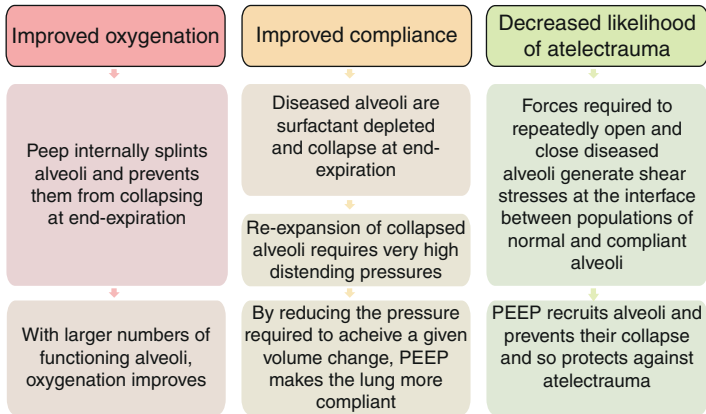 Improved oxygenation
Peep internally splints
alveoli and prevents
them from collapsing
at end-expiration
With larger numbers of
functioning alveoli,
oxygenation improves
Improved compliance
Diseased alveoli are
surfactant depleted
and collapse at end-
expiration
Re-expansion of collapsed
alveoli requires very high
distending pressures
By reducing the pressure
required to acheive a given
volume change, PEEP
makes the lung more
compliant
Decreased likelihood
of atelectrauma
Forces required to
repeatedly open and
close diseased
alveoli generate shear
stresses at the interface
between populations of
normal and compliant
alveoli
PEEP recruits alveoli and
prevents their collapse
and so protects against
atelectrauma